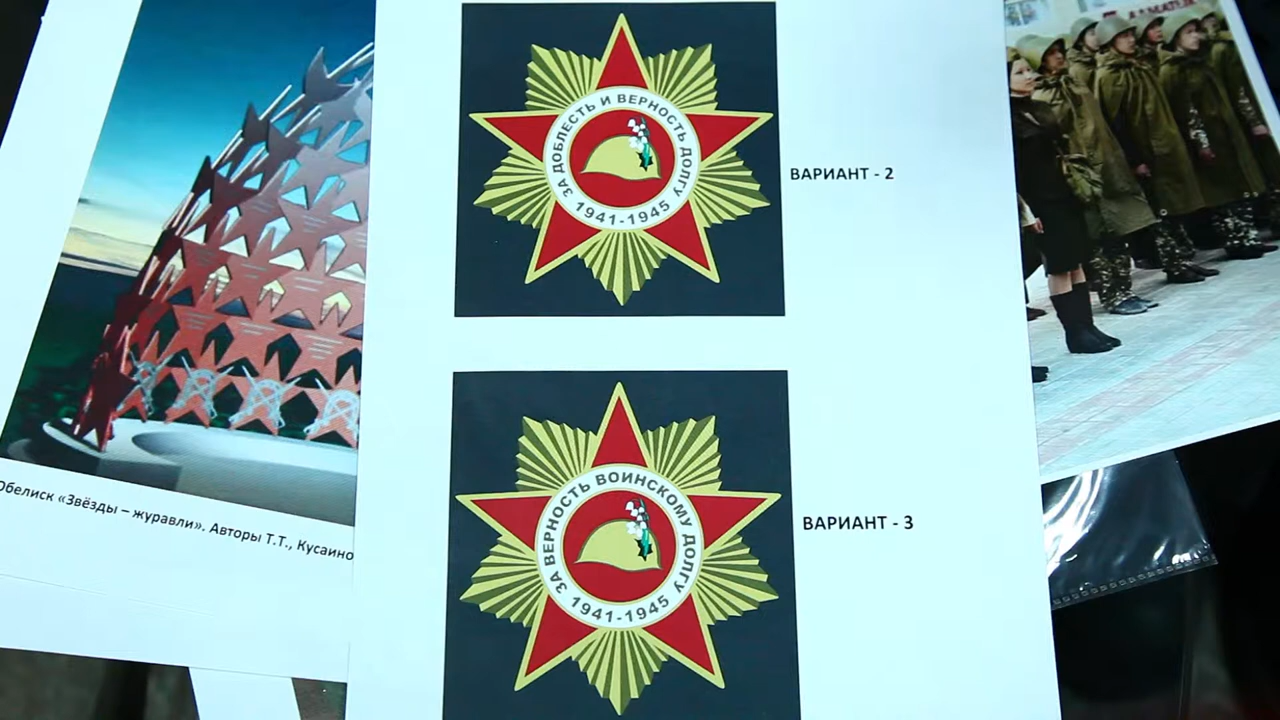 ЗА ДОБЛЕСТЬ И ВЕРНОСТЬ ДОЛГУ
1941-1945
ВАРИАНТ - 2
ЗА ВЕРНОСТЬ ВОИНСКОМУ ДОЛГУ
1941-1945
ВАРИАНТ - 3
Обелиск «Звёзды – журавли». Авторы Т.Т., Кусаино